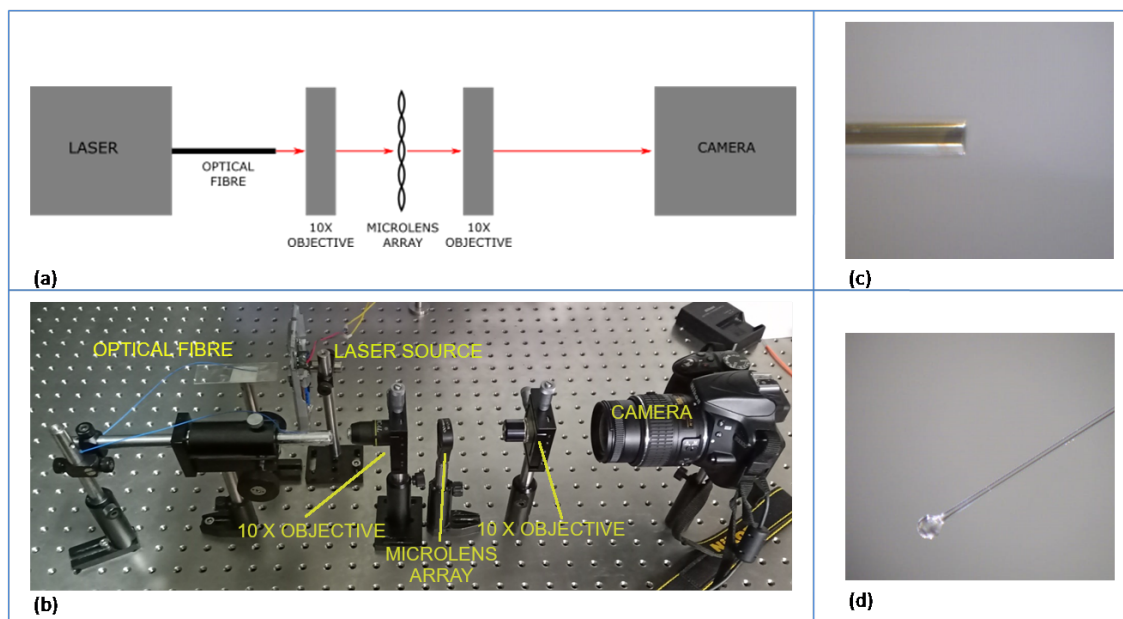 LASER
OPTICAL
FIBRE
10X
OBJECTIVE
MICROLENS
ARRAY
10X
OBJECTIVE
CAMERA
(a)
(c)
OPTICAL FIBRE
LASER SOURCE
CAMERA
10 X OBJECTIVE
MICROLENS
ARRAY
10 X OBJECTIVE
(b)
(d)